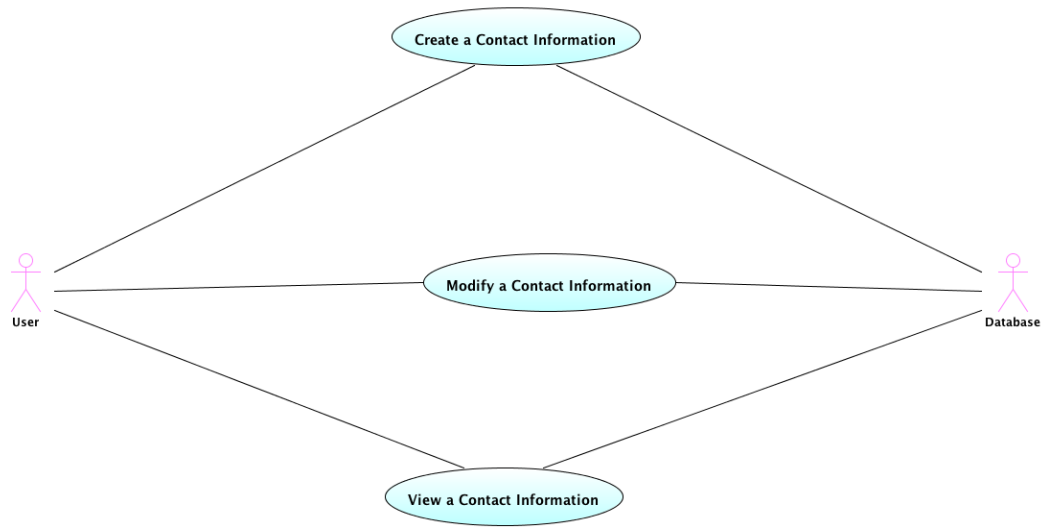 Create a Contact Information
Modify a Contact Information
User
Database
View a Contact Information